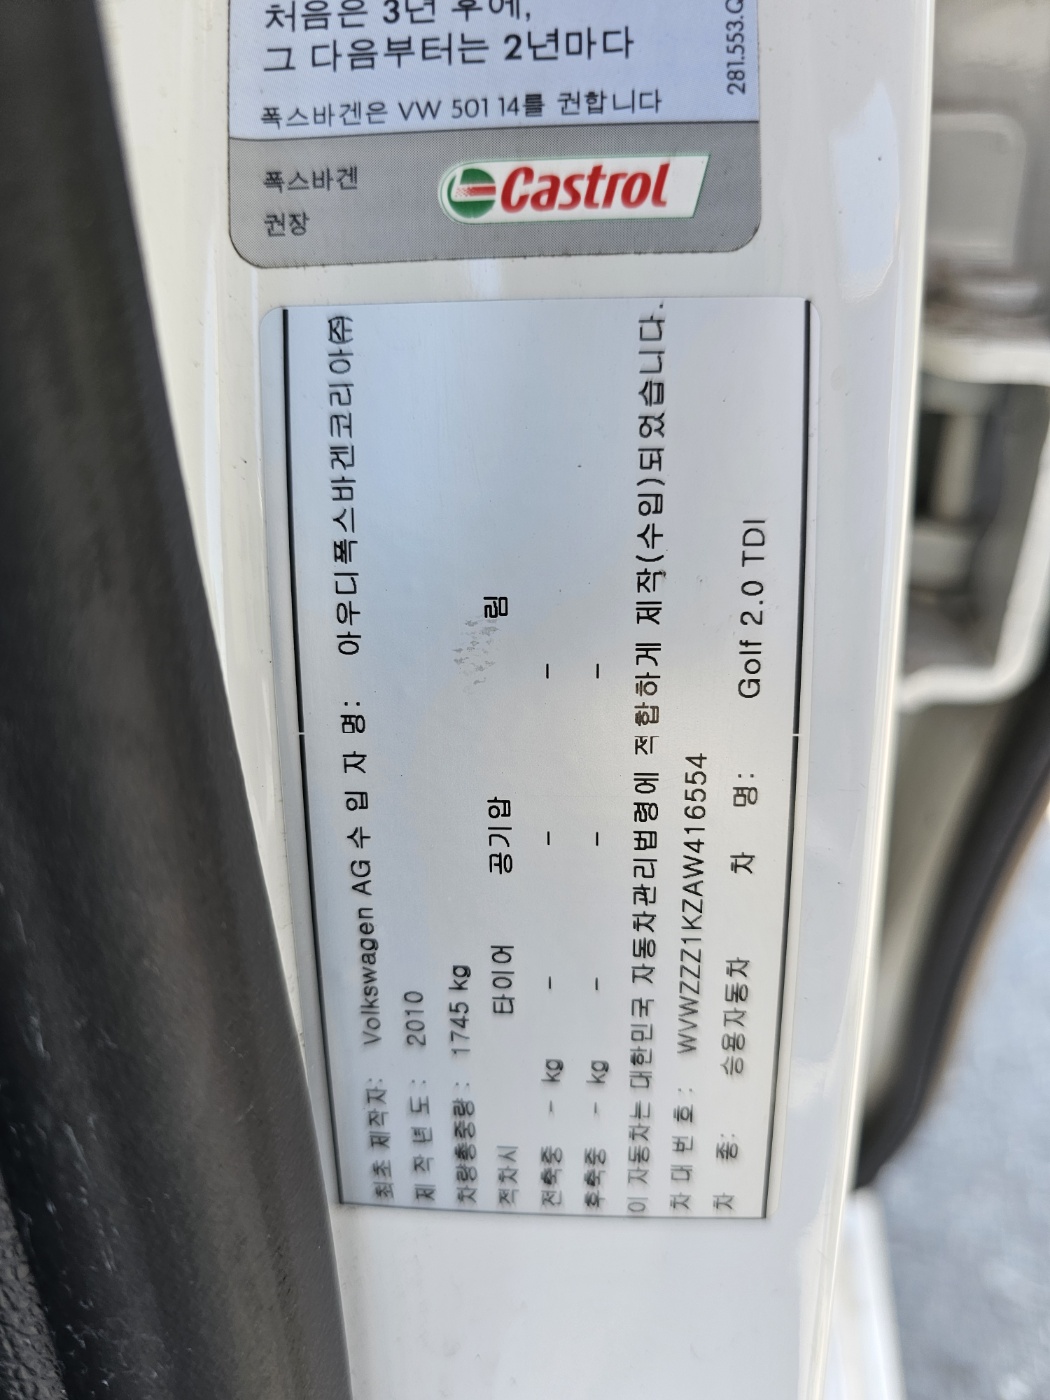 처음은 3년 후에,
그 다음부터는 2년마다
폭스바겐은 VW 501 14를 권합니다
281.553.
폭스바겐
권장
Castrol
최초 제작자: Volkswagen AG 수 입 자 명: 아우디폭스바겐코리아㈜
제 작 년 도 : 2010
차량총중량 : 1745 kg
적차시 타이어 공기압 림
전축중 - kg - - -
후축중 - kg - - -
이 자동차는 대한민국 자동차관리법령에 적합하게 제작(수입)되었습니다.
차 대 번 호 : WVWZZZ1KZAW416554
차 종: 승용자동차 차 명: Golf 2.0 TDI